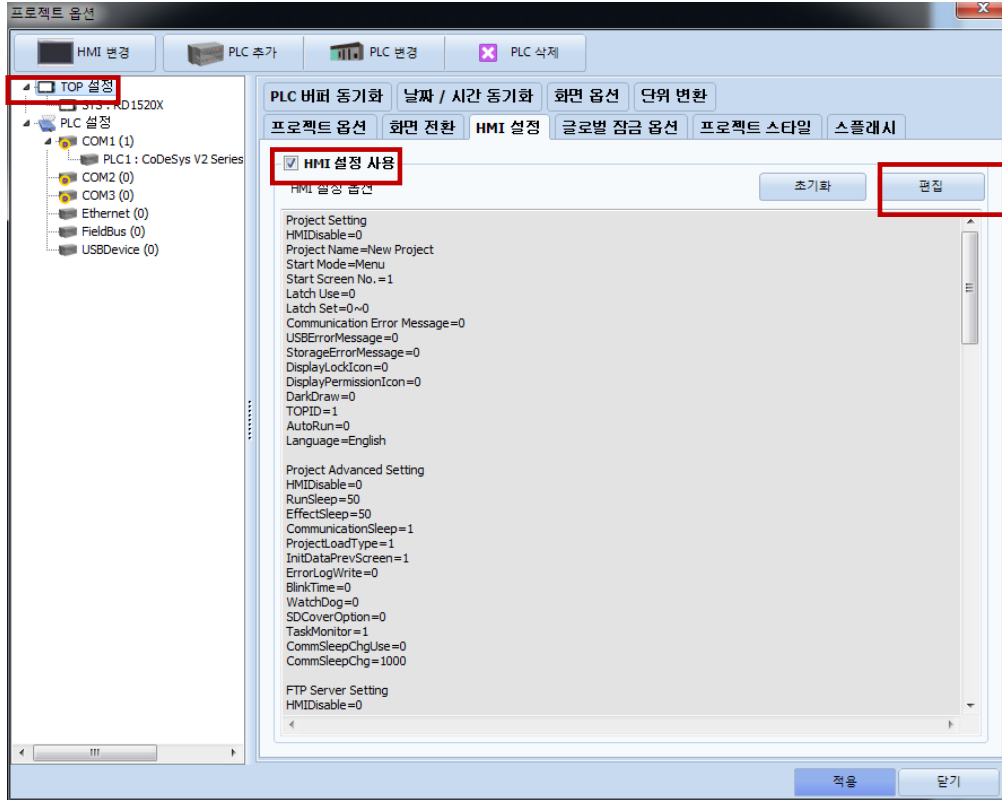 프로젝트 옵션
HMI 변경
PLC 추가
PLC 변경
PLC 삭제
TOP 설정
SYS : RD1520X
PLC 설정
COM1 (1)
PLC1 : CoDeSys V2 Series
COM2 (0)
COM3 (0)
Ethernet (0)
FieldBus (0)
USBDevice (0)
PLC 버퍼 동기화 날짜 / 시간 동기화 화면 옵션 단위 변환
프로젝트 옵션 화면 전환 HMI 설정 글로벌 잠금 옵션 프로젝트 스타일 스플래시
HMI 설정 사용
HMI 설정 옵션
초기화
편집
Project Setting
HMIDisable=0
Project Name=New Project
Start Mode=Menu
Start Screen No.=1
Latch Use=0
Latch Set=0~0
Communication Error Message=0
USBErrorMessage=0
StorageErrorMessage=0
DisplayLockIcon=0
DisplayPermissionIcon=0
DarkDraw=0
TOPID=1
AutoRun=0
Language=English
Project Advanced Setting
HMIDisable=0
RunSleep=50
EffectSleep=50
CommunicationSleep=1
ProjectLoadType=1
InitDataPrevScreen=1
ErrorLogWrite=0
BlinkTime=0
WatchDog=0
SDCoverOption=0
TaskMonitor=1
CommSleepChgUse=0
CommSleepChg=1000
FTP Server Setting
HMIDisable=0
적용
닫기